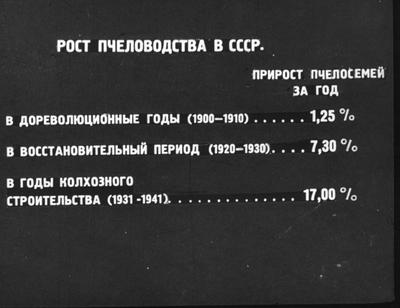 РОСТ ПЧЕЛОВОДСТВА В СССР.
ПРИРОСТ ПЧЕЛОСЕМЕЙ
ЗА ГОД
В ДОРЕВОЛЮЦИОННЫЕ ГОДЫ (1900–1910) ...... 1,25 %
В ВОССТАНОВИТЕЛЬНЫЙ ПЕРИОД (1920–1930).... 7,30 %
В ГОДЫ КОЛХОЗНОГО
СТРОИТЕЛЬСТВА (1931-1941).............. 17,00 %